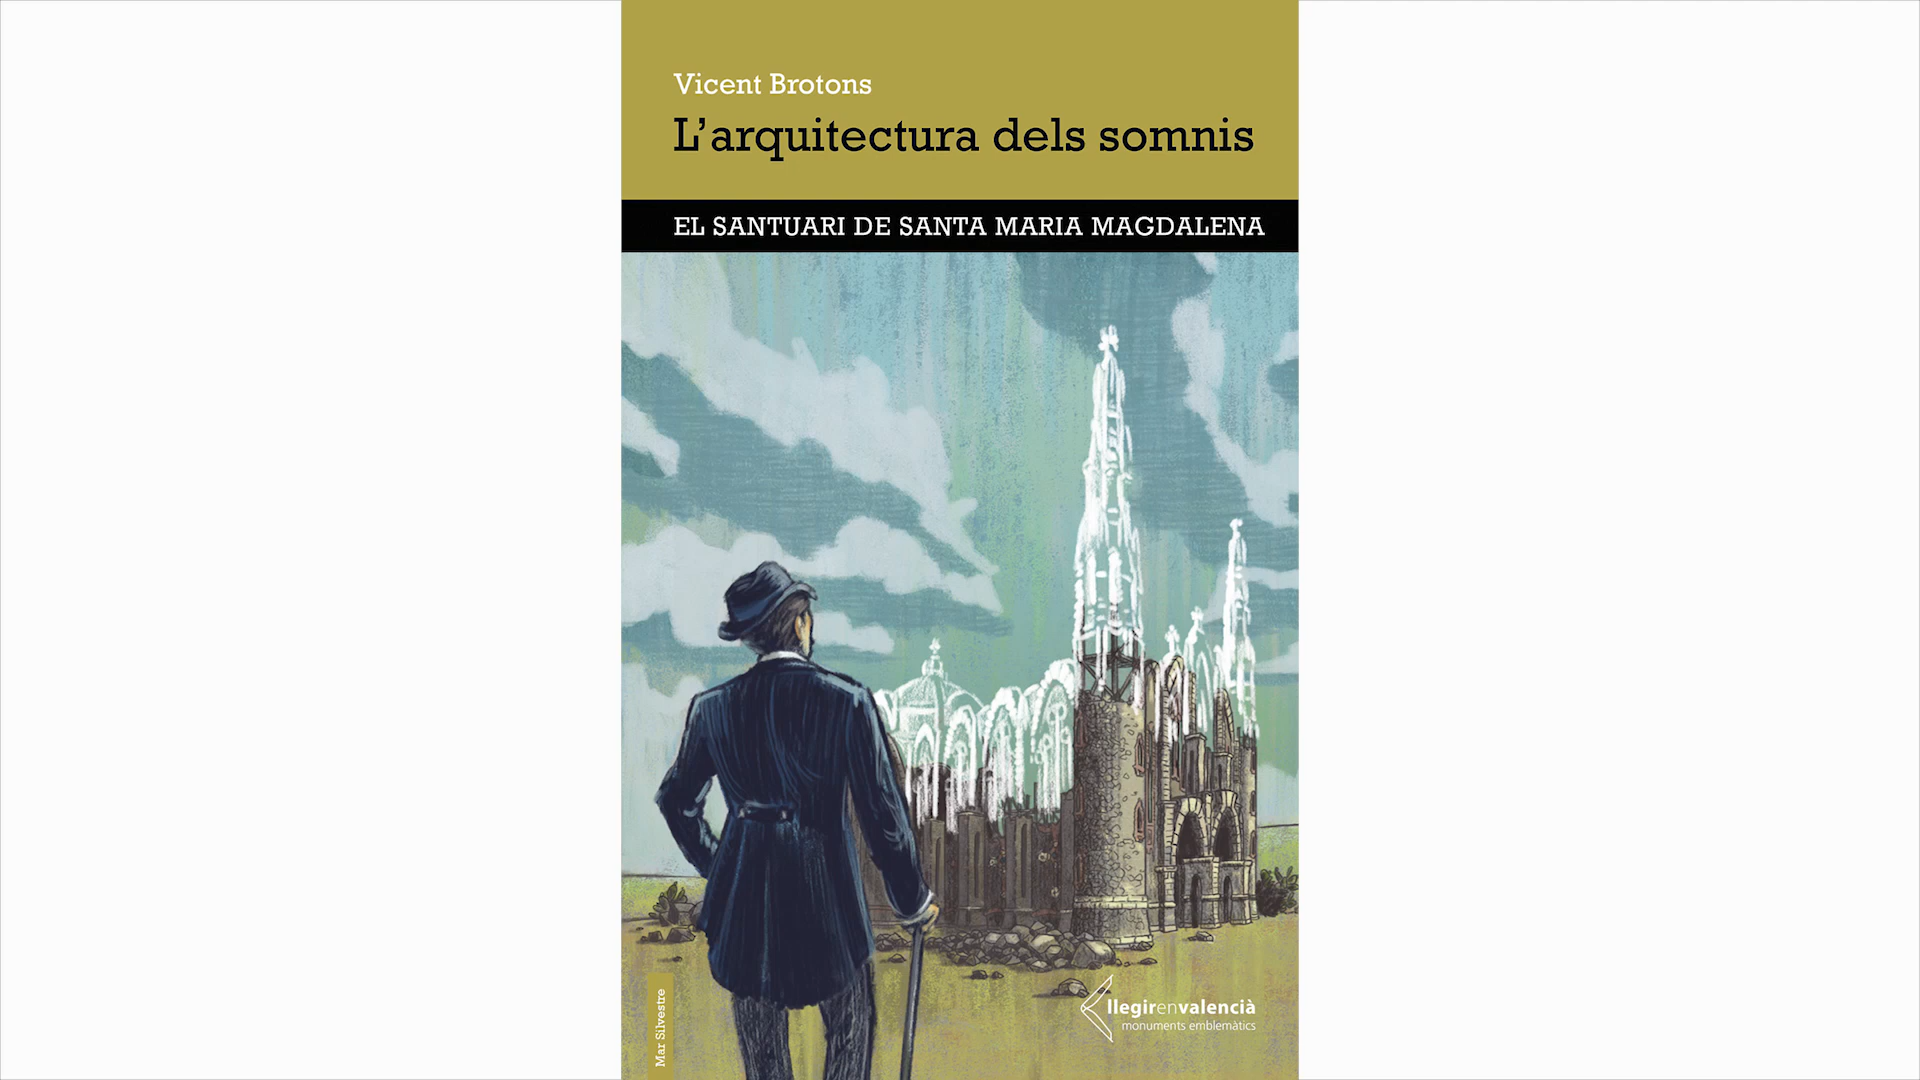 Vicent Brotons
L'arquitectura dels somnis
EL SANTUARI DE SANTA MARIA MAGDALENA
llegirenvalencià
monuments emblemàtics
Mar Silvestre